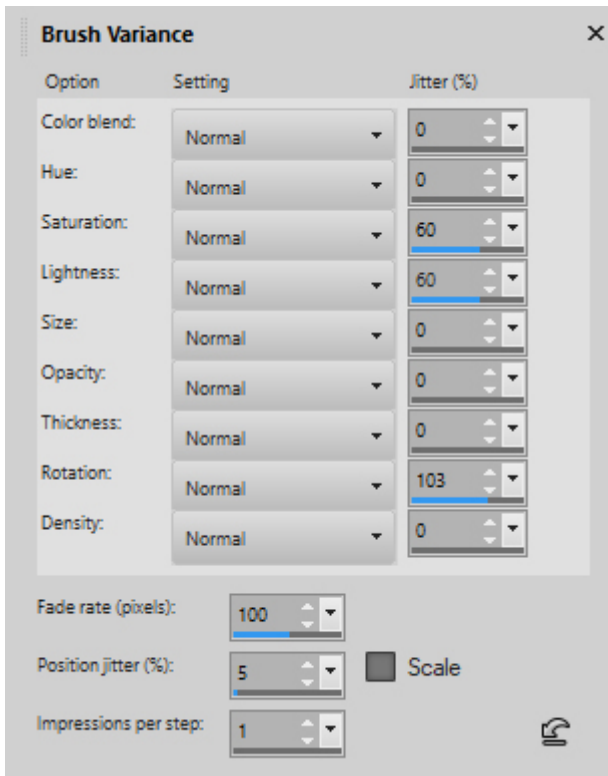 Brush Variance
Option Setting Jitter (%)
Color blend: Normal 0
Hue: Normal 0
Saturation: Normal 60
Lightness: Normal 60
Size: Normal 0
Opacity: Normal 0
Thickness: Normal 0
Rotation: Normal 103
Density: Normal 0
Fade rate (pixels): 100
Position jitter (%): 5 Scale
Impressions per step: 1